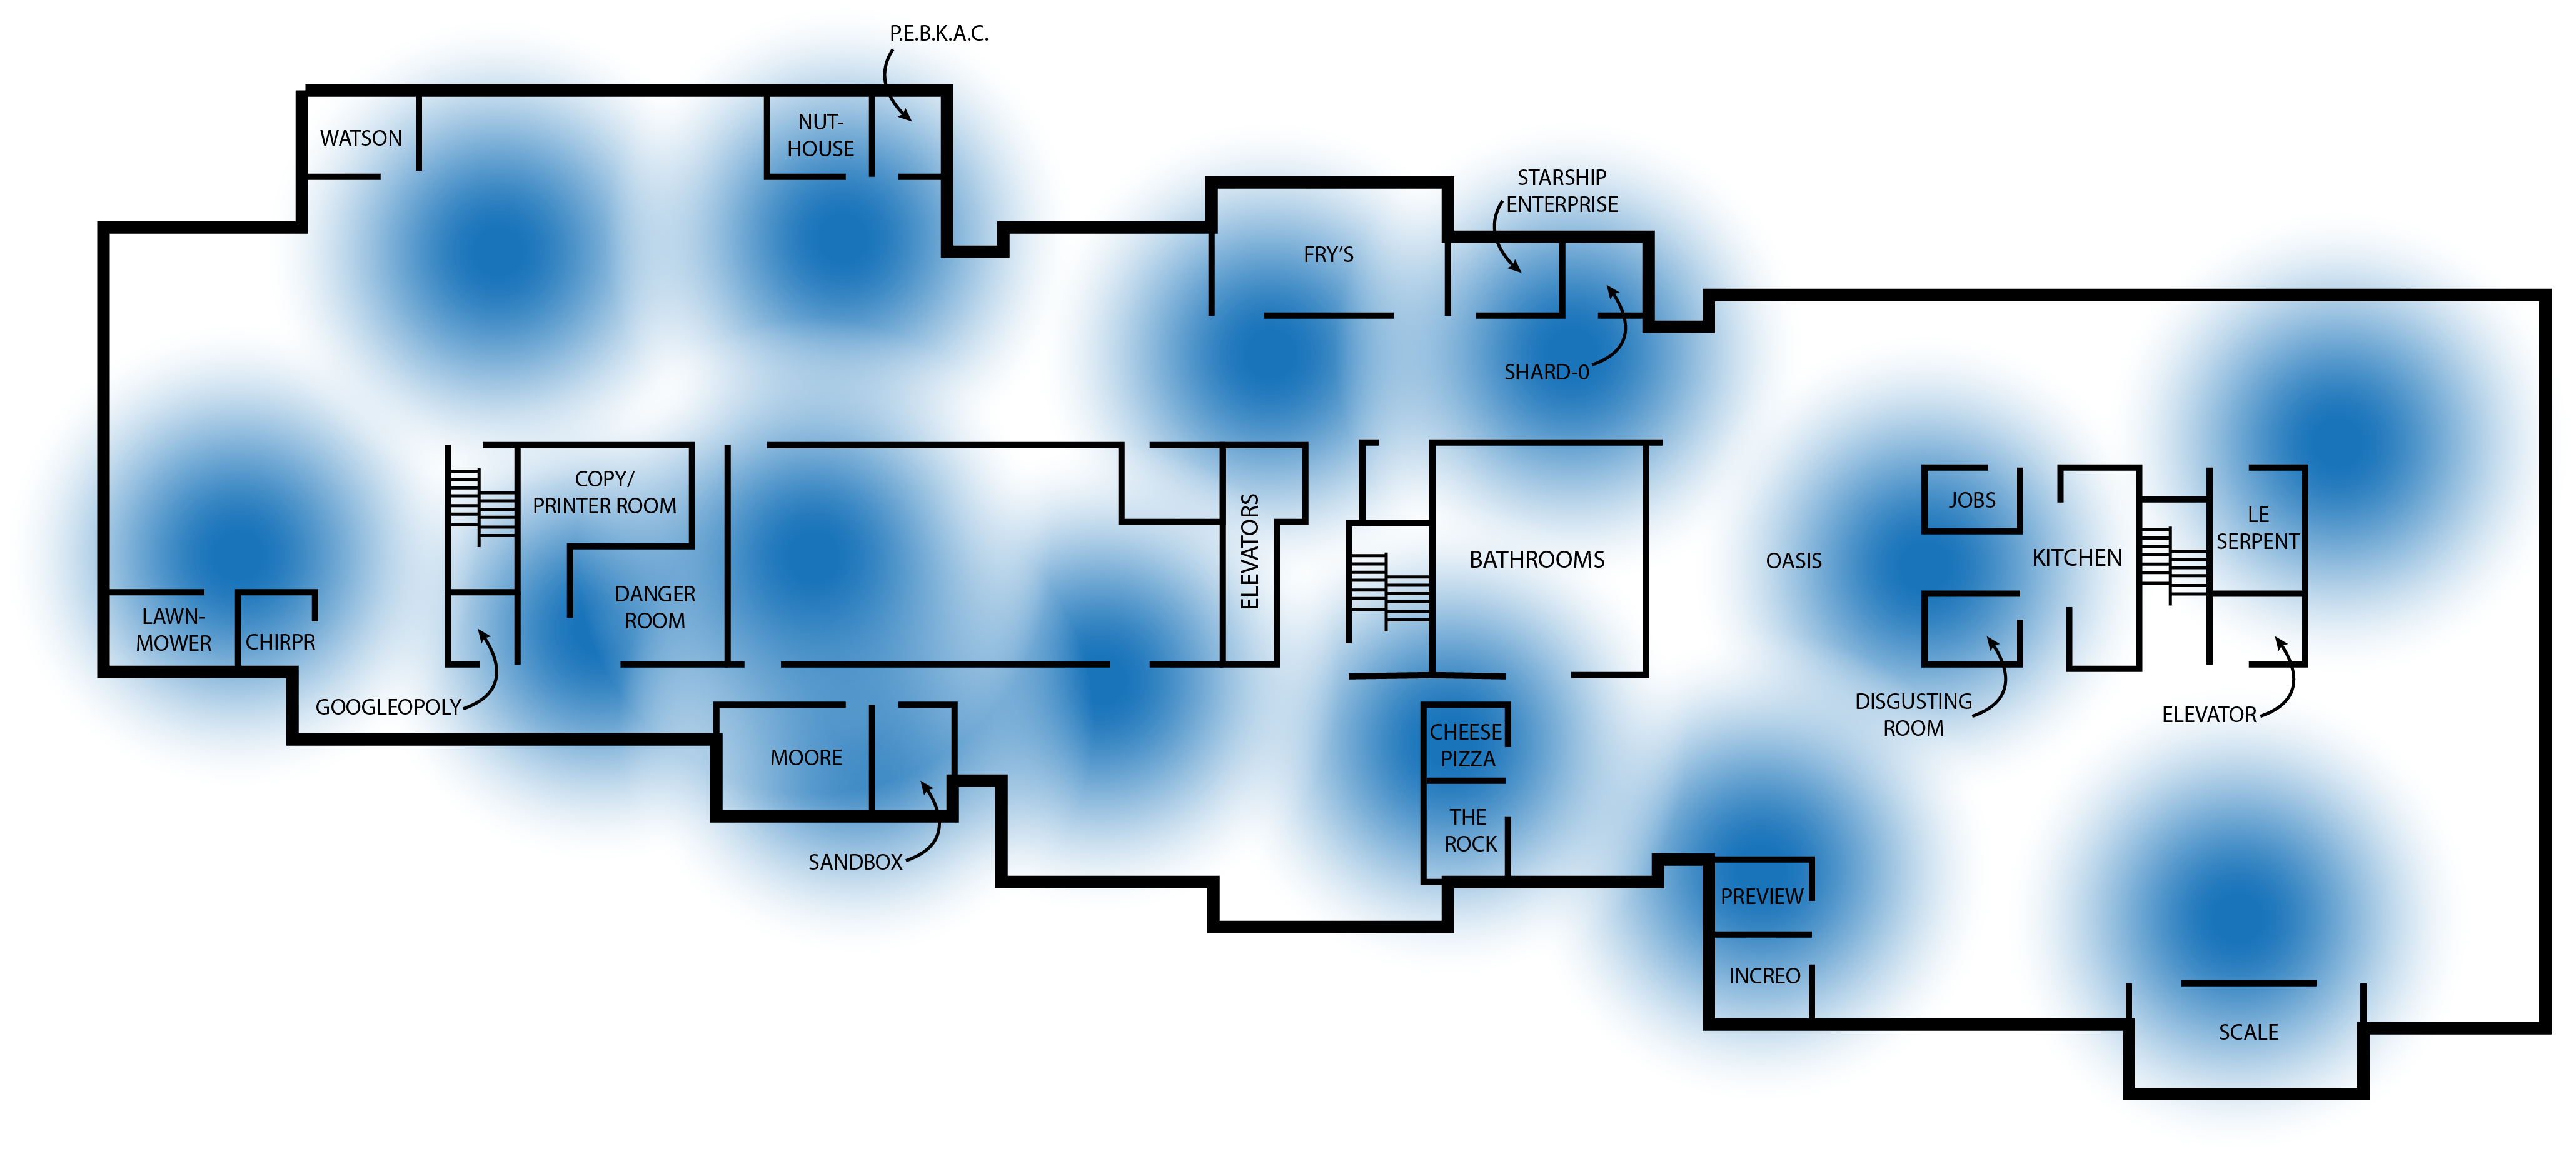 P.E.B.K.A.C.
WATSON
NUT-
HOUSE
STARSHIP
ENTERPRISE
FRY'S
SHARD-0
COPY/
PRINTER ROOM
ELEVATORS
BATHROOMS
OASIS
JOBS
KITCHEN
LE
SERPENT
DANGER
ROOM
LAWN-
MOWER
CHIRPR
GOOGLEOPOLY
DISGUSTING
ROOM
ELEVATOR
MOORE
CHEESE
PIZZA
THE
ROCK
SANDBOX
PREVIEW
INCREO
SCALE